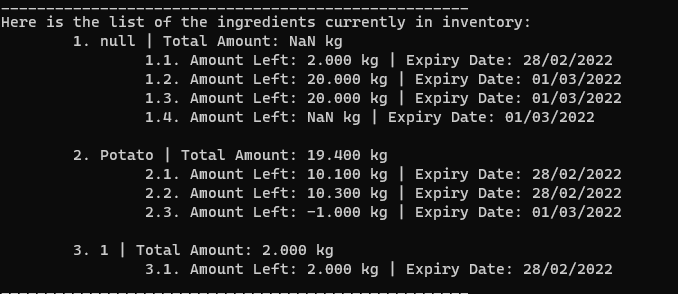 ____________________________________________________
Here is the list of the ingredients currently in inventory:
1. null | Total Amount: NaN kg
1.1. Amount Left: 2.000 kg | Expiry Date: 28/02/2022
1.2. Amount Left: 20.000 kg | Expiry Date: 01/03/2022
1.3. Amount Left: 20.000 kg | Expiry Date: 01/03/2022
1.4. Amount Left: NaN kg | Expiry Date: 01/03/2022
2. Potato | Total Amount: 19.400 kg
2.1. Amount Left: 10.100 kg | Expiry Date: 28/02/2022
2.2. Amount Left: 10.300 kg | Expiry Date: 28/02/2022
2.3. Amount Left: -1.000 kg | Expiry Date: 01/03/2022
3. 1 | Total Amount: 2.000 kg
3.1. Amount Left: 2.000 kg | Expiry Date: 28/02/2022
____________________________________________________